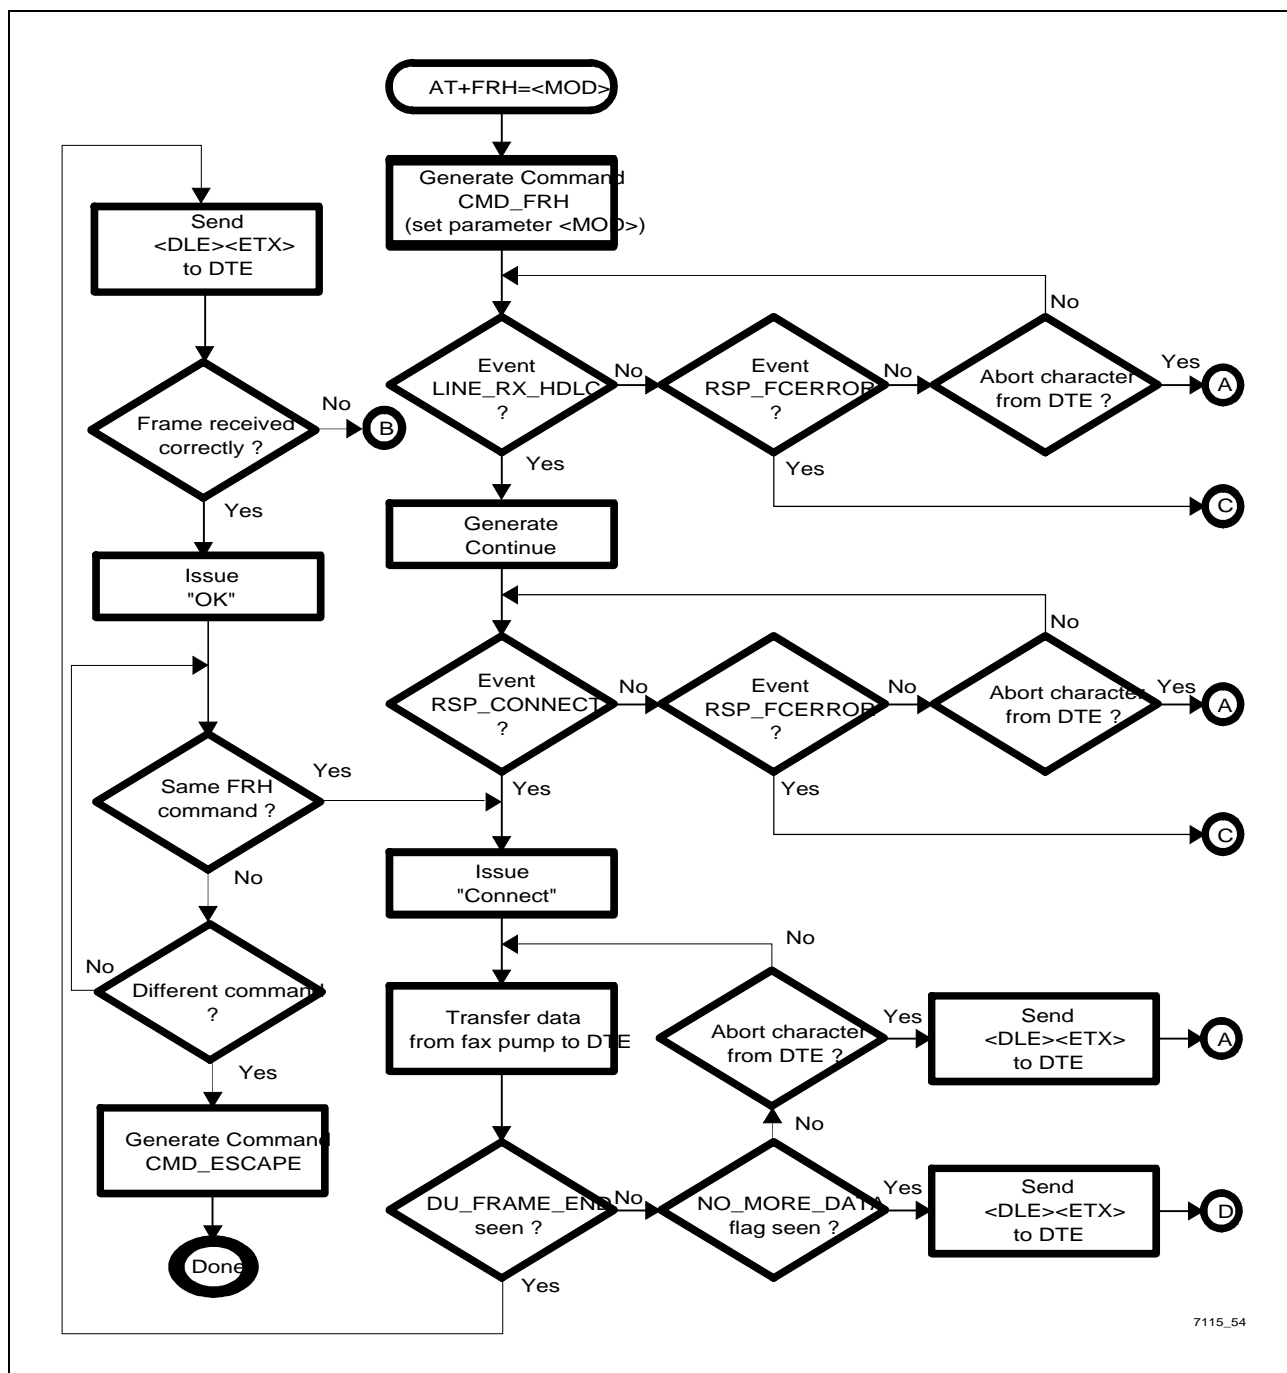 AT+FRH=<MOD>
Generate Command
CMD_FRH
(set parameter <MOD>)
Send
<DLE><ETX>
to DTE
No
Event
LINE_RX_HDLC
?
No
Event
RSP_FCERROR
?
No
Abort character
from DTE ?
Yes
A
Frame received
correctly ?
No
B
Yes
Yes
Yes
C
Generate
Continue
Issue
"OK"
No
Event
RSP_CONNECT
?
No
Event
RSP_FCERROR
?
No
Abort character
from DTE ?
Yes
A
Same FRH
command ?
Yes
Yes
Yes
C
No
Issue
"Connect"
No
No
Different command
?
Transfer data
from fax pump to DTE
Abort character
from DTE ?
Yes
Send
<DLE><ETX>
to DTE
A
Yes
No
Generate Command
CMD_ESCAPE
DU_FRAME_END
seen ?
No
NO_MORE_DATA
flag seen ?
Yes
Send
<DLE><ETX>
to DTE
D
Done
Yes
7115_54